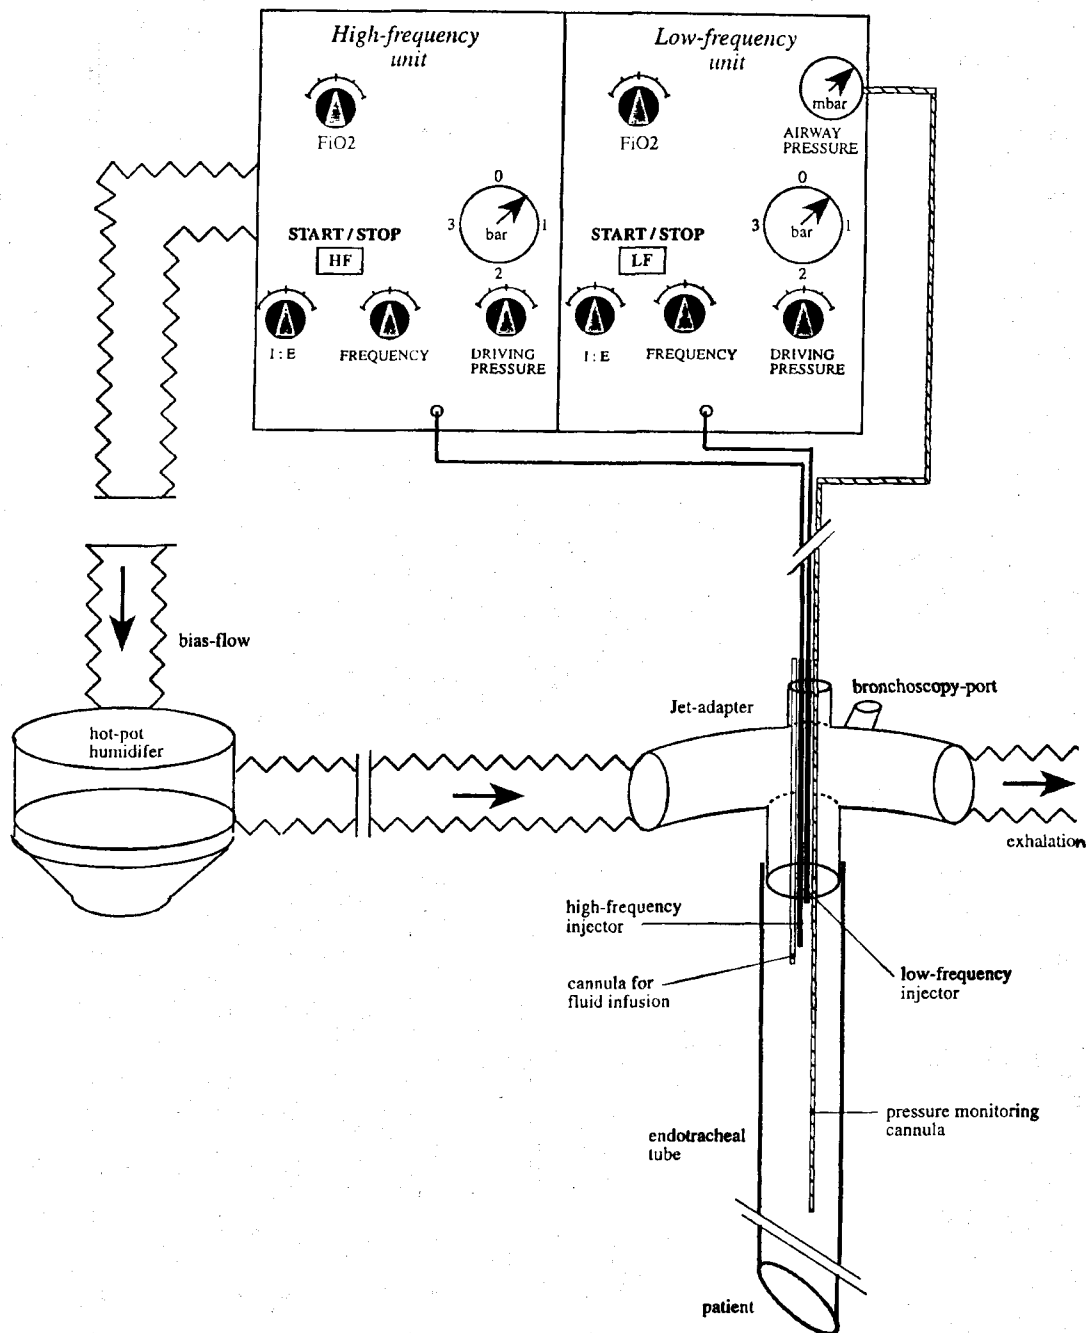 High-frequency
unit
Low-frequency
unit
FiO2
FiO2
mbar
AIRWAY
PRESSURE
0
3
bar
1
2
0
3
bar
1
2
START / STOP
HF
START / STOP
LF
I : E
FREQUENCY
DRIVING
PRESSURE
I : E
FREQUENCY
DRIVING
PRESSURE
bias-flow
hot-pot
humidifer
Jet-adapter
bronchoscopy-port
exhalation
high-frequency
injector
cannula for
fluid infusion
low-frequency
injector
pressure monitoring
cannula
endotracheal
tube
patient